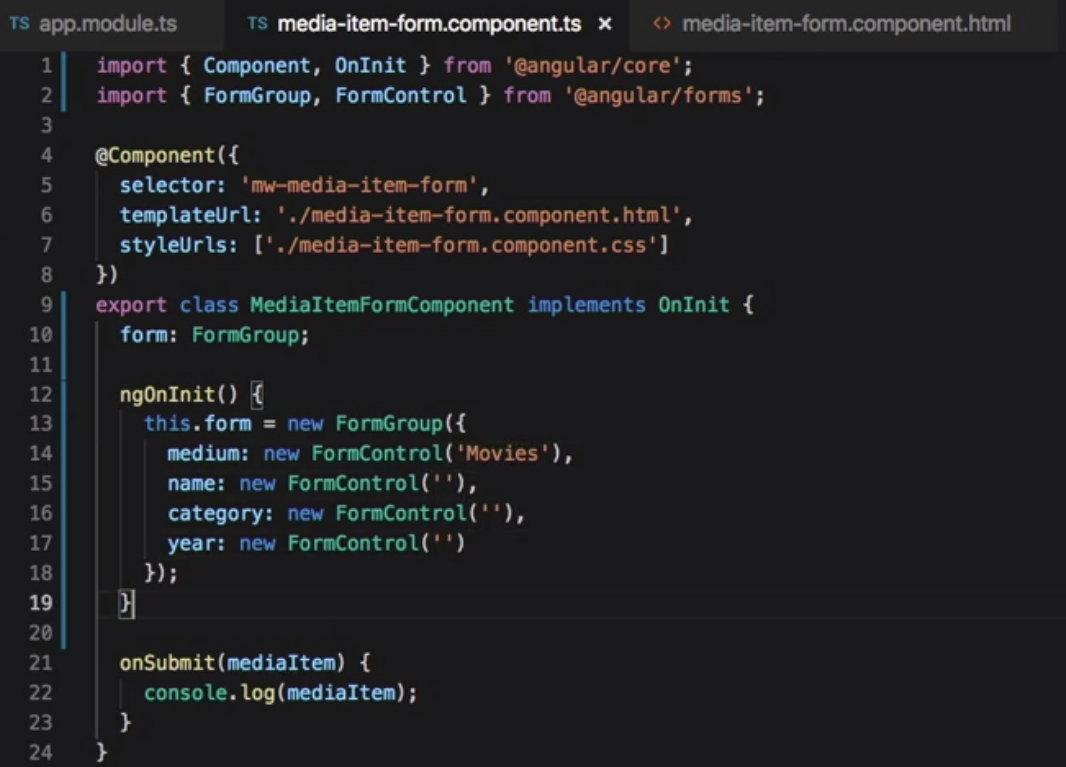 TS app.module.ts TS media-item-form.component.ts × <> media-item-form.component.html
1 import { Component, OnInit } from '@angular/core';
2 import { FormGroup, FormControl } from '@angular/forms';
3
4 @Component({
5 selector: 'mw-media-item-form',
6 templateUrl: './media-item-form.component.html',
7 styleUrls: ['./media-item-form.component.css']
8 })
9 export class MediaItemFormComponent implements OnInit {
10 form: FormGroup;
11
12 ngOnInit() {
13 this.form = new FormGroup({
14 medium: new FormControl('Movies'),
15 name: new FormControl(''),
16 category: new FormControl(''),
17 year: new FormControl('')
18 });
19 }
20
21 onSubmit(mediaItem) {
22 console.log(mediaItem);
23 }
24 }